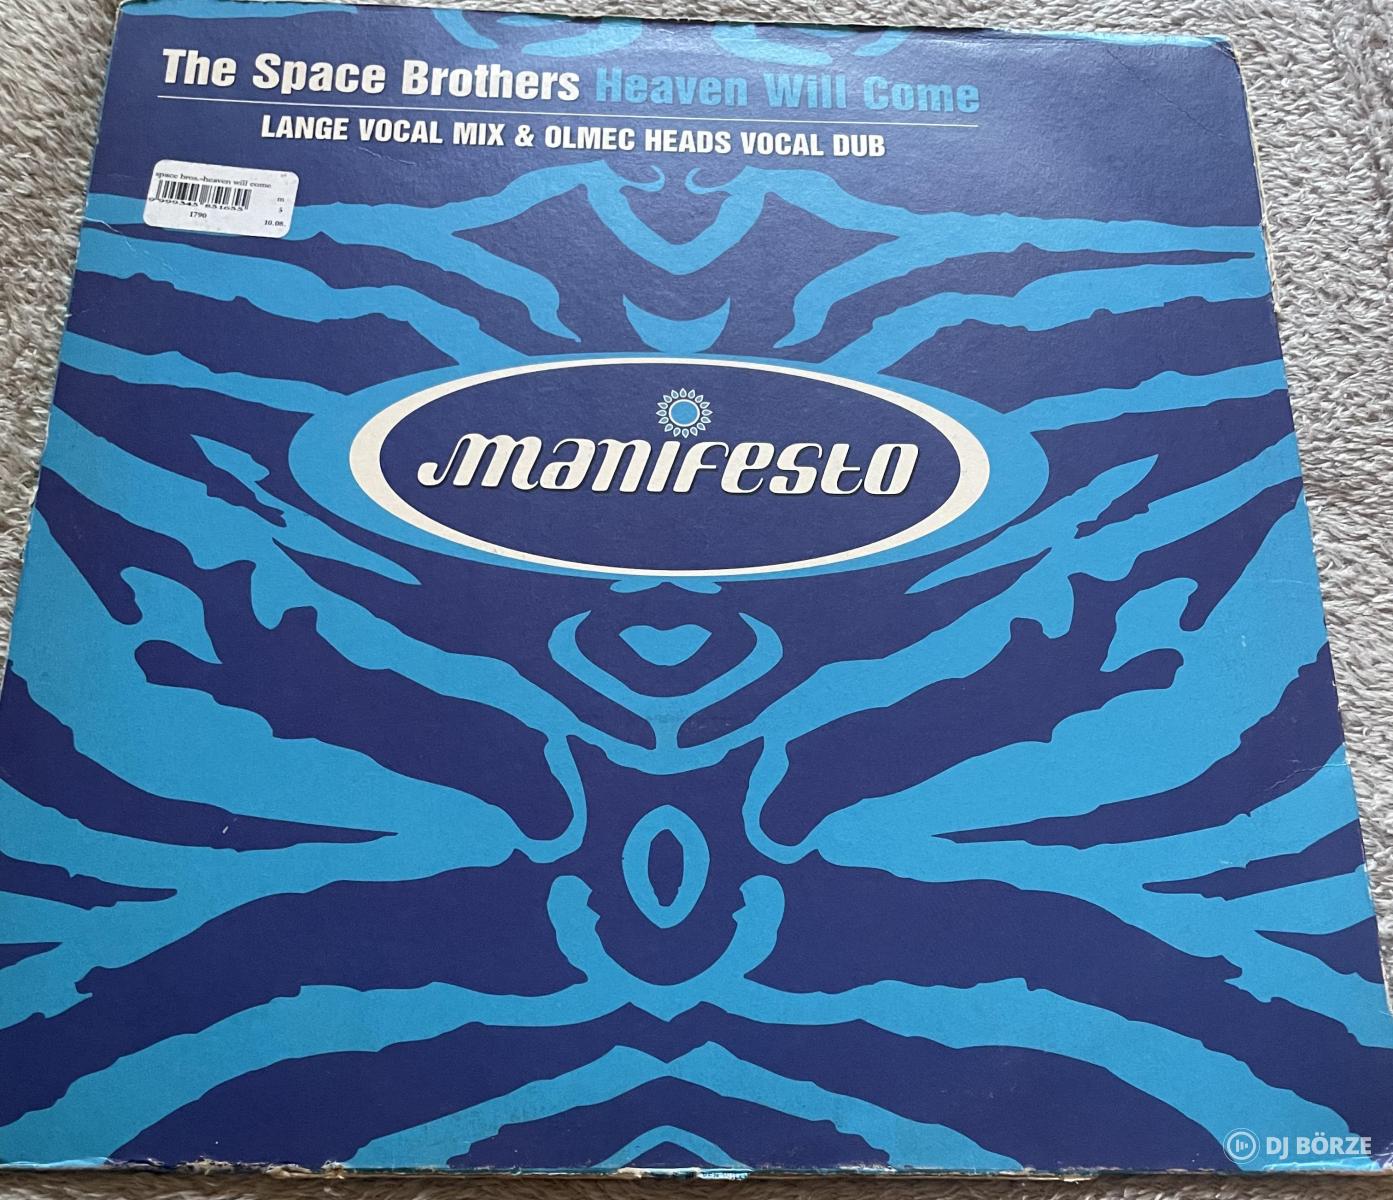 The Space Brothers Heaven Will Come
LANGE VOCAL MIX & OLMEC HEADS VOCAL DUB
space bros.-heaven will come
m
5
1790
10.08.
manifesto
DJ BÖRZE